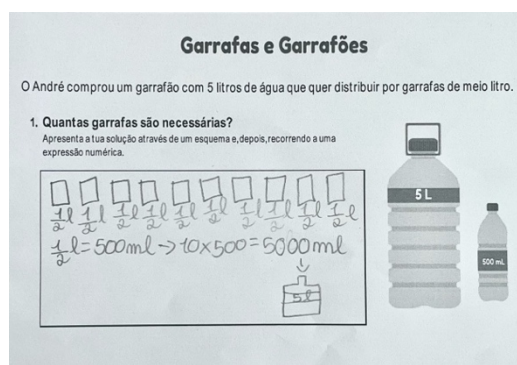 Garrafas e Garrafões
O André comprou um garrafão com 5 litros de água que quer distribuir por garrafas de meio litro.
1. Quantas garrafas são necessárias?
Apresenta a tua solução através de um esquema e,depois,recorrendo a uma
expressão numérica.
1/2 l 1/2 l 1/2 l 1/2 l 1/2 l 1/2 l 1/2 l 1/2 l 1/2 l 1/2 l
1/2 l = 500ml → 10×500 = 5000ml
5 l
5 L
500 mL